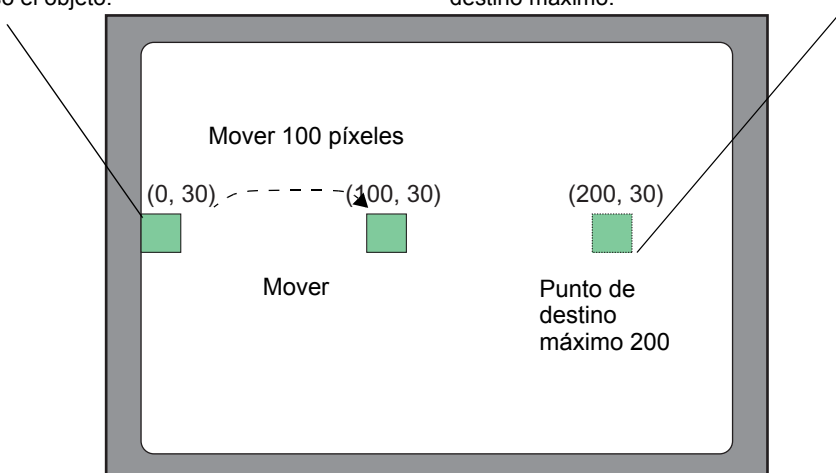 el objeto.
destino máximo.
Mover 100 píxeles
(0, 30)
(100, 30)
(200, 30)
Mover
Punto de
destino
máximo 200